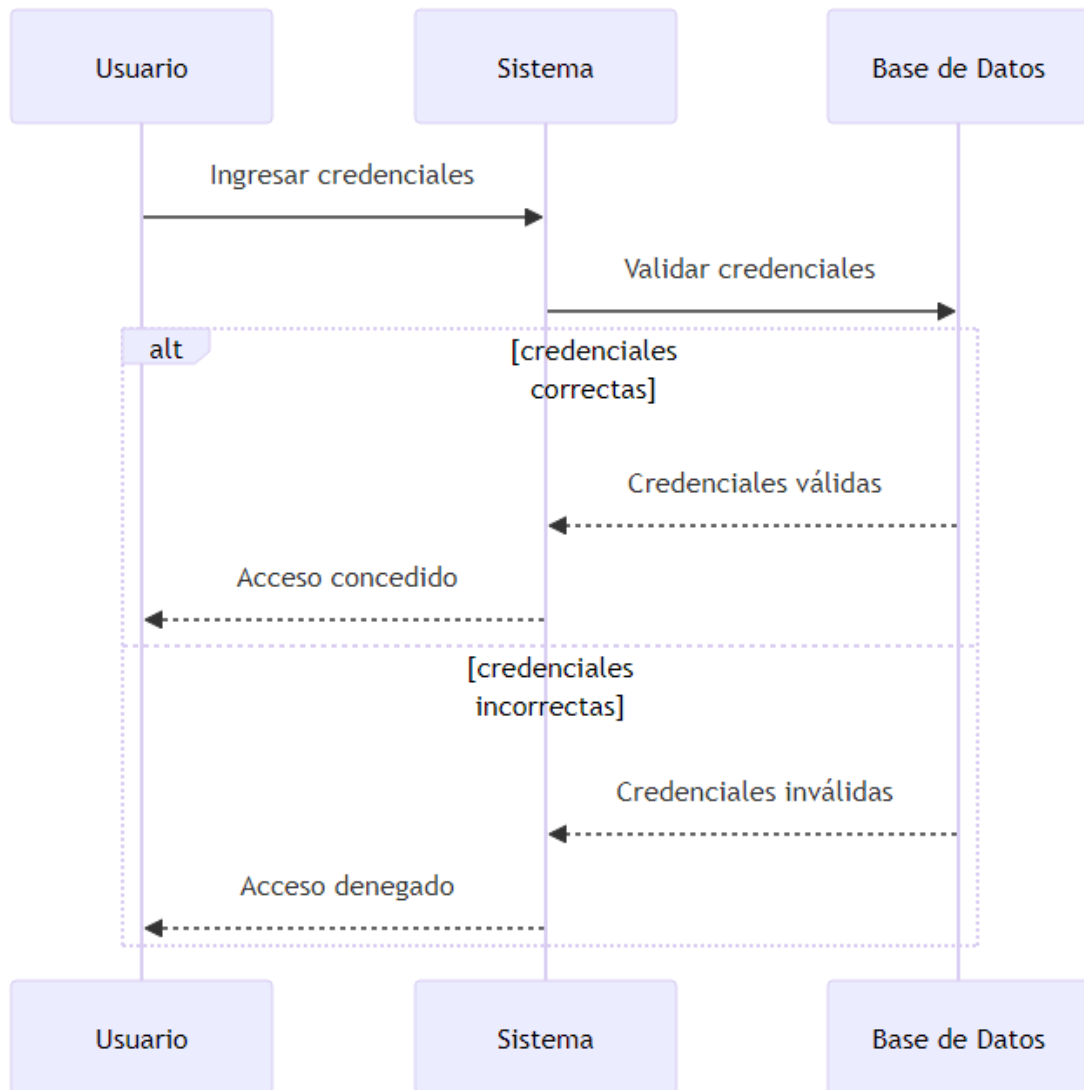 Usuario
Sistema
Base de Datos
Ingresar credenciales
Validar credenciales
alt
[credenciales
correctas]
Credenciales válidas
Acceso concedido
[credenciales
incorrectas]
Credenciales inválidas
Acceso denegado
Usuario
Sistema
Base de Datos